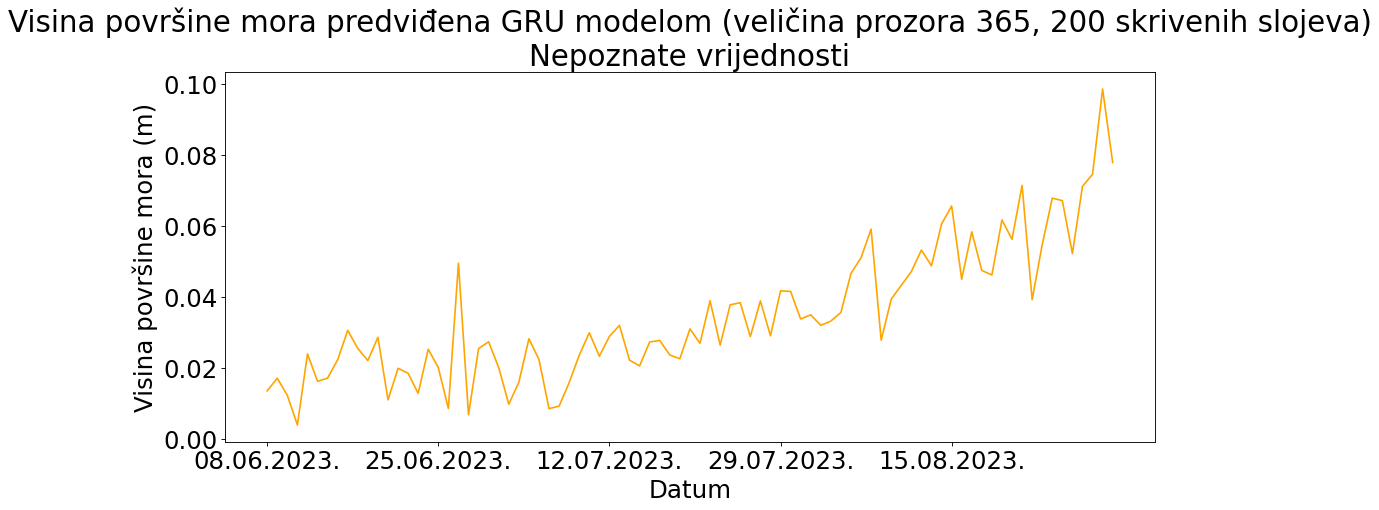 Visina površine mora predviđena GRU modelom (veličina prozora 365, 200 skrivenih slojeva)
Nepoznate vrijednosti
Visina površine mora (m)
0.10
0.08
0.06
0.04
0.02
0.00
08.06.2023. 25.06.2023. 12.07.2023. 29.07.2023. 15.08.2023.
Datum